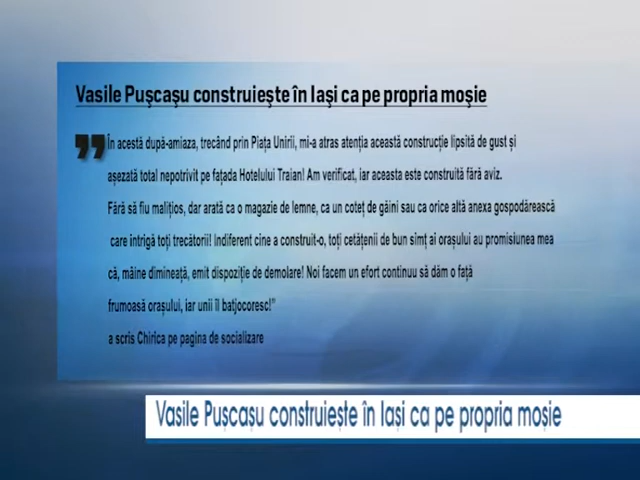 Vasile Puşcaşu construieşte în Iaşi ca pe propria moşie
" În acestă după-amiaza, trecând prin Piața Unirii, mi-a atras atenția această construcție lipsită de gust și
așezată total nepotrivit pe fațada Hotelului Traian! Am verificat, iar aceasta este construită fără aviz.
Fără să fiu malițios, dar arată ca o magazie de lemne, ca un coteț de găini sau ca orice altă anexa gospodărească
care intrigă toți trecătorii! Indiferent cine a construit-o, toți cetățenii de bun simț ai orașului au promisiunea mea
că, mâine dimineață, emit dispoziție de demolare! Noi facem un efort continuu să dăm o față
frumoasă orașului, iar unii îl batjocoresc!"
a scris Chirica pe pagina de socializare
Vasile Pușcașu construiește în Iași ca pe propria moșie